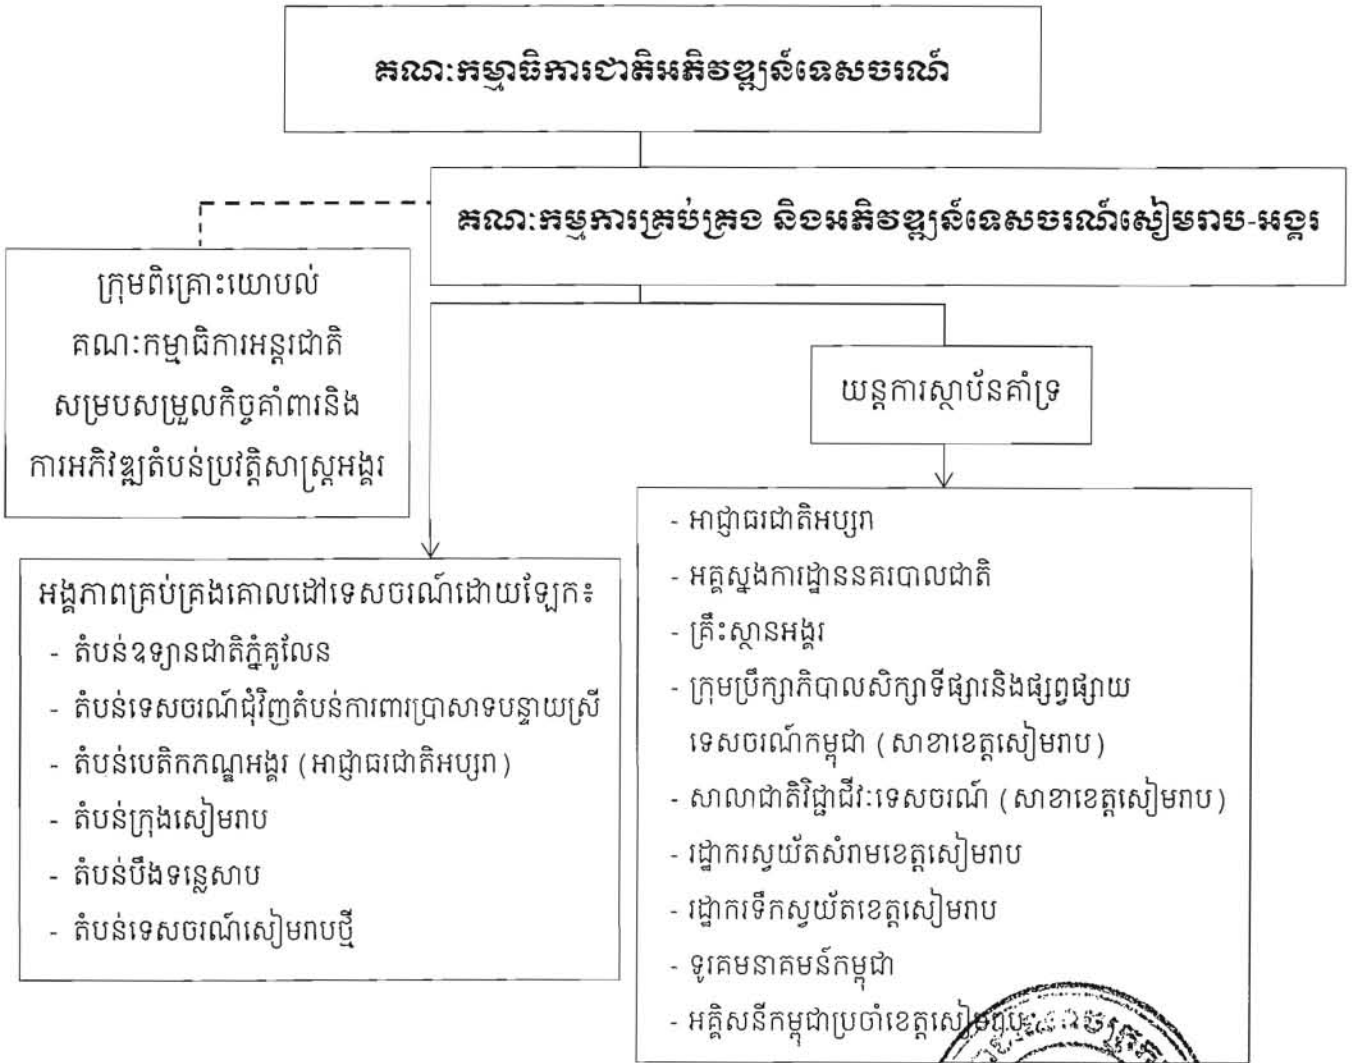 គណៈកម្មាធិការជាតិអភិវឌ្ឍន៍ទេសចរណ៍
គណៈកម្មការគ្រប់គ្រង និងអភិវឌ្ឍន៍ទេសចរណ៍សៀមរាប-អង្គរ
ក្រុមពិគ្រោះយោបល់
គណៈកម្មាធិការអន្តរជាតិ
សម្របសម្រួលកិច្ចគាំពារនិង
ការអភិវឌ្ឍតំបន់ប្រវត្តិសាស្ត្រអង្គរ
យន្តការស្ថាប័នគាំទ្រ
អង្គភាពគ្រប់គ្រងគោលដៅទេសចរណ៍ដោយឡែក៖
- តំបន់ឧទ្យានជាតិភ្នំគូលែន
- តំបន់ទេសចរណ៍ជុំវិញតំបន់ការពារប្រាសាទបន្ទាយស្រី
- តំបន់បេតិកភណ្ឌអង្គរ (អាជ្ញាធរជាតិអប្សរា)
- តំបន់ក្រុងសៀមរាប
- តំបន់បឹងទន្លេសាប
- តំបន់ទេសចរណ៍សៀមរាបថ្មី
- អាជ្ញាធរជាតិអប្សរា
- អគ្គស្នងការដ្ឋាននគរបាលជាតិ
- គ្រឹះស្ថានអង្គរ
- ក្រុមប្រឹក្សាភិបាលសិក្សាទីផ្សារនិងផ្សព្វផ្សាយ
ទេសចរណ៍កម្ពុជា (សាខាខេត្តសៀមរាប)
- សាលាជាតិវិជ្ជាជីវៈទេសចរណ៍ (សាខាខេត្តសៀមរាប)
- រដ្ឋាករស្វយ័តសំរាមខេត្តសៀមរាប
- រដ្ឋាករទឹកស្វយ័តខេត្តសៀមរាប
- ទូរគមនាគមន៍កម្ពុជា
- អគ្គិសនីកម្ពុជាប្រចាំខេត្តសៀមរាប